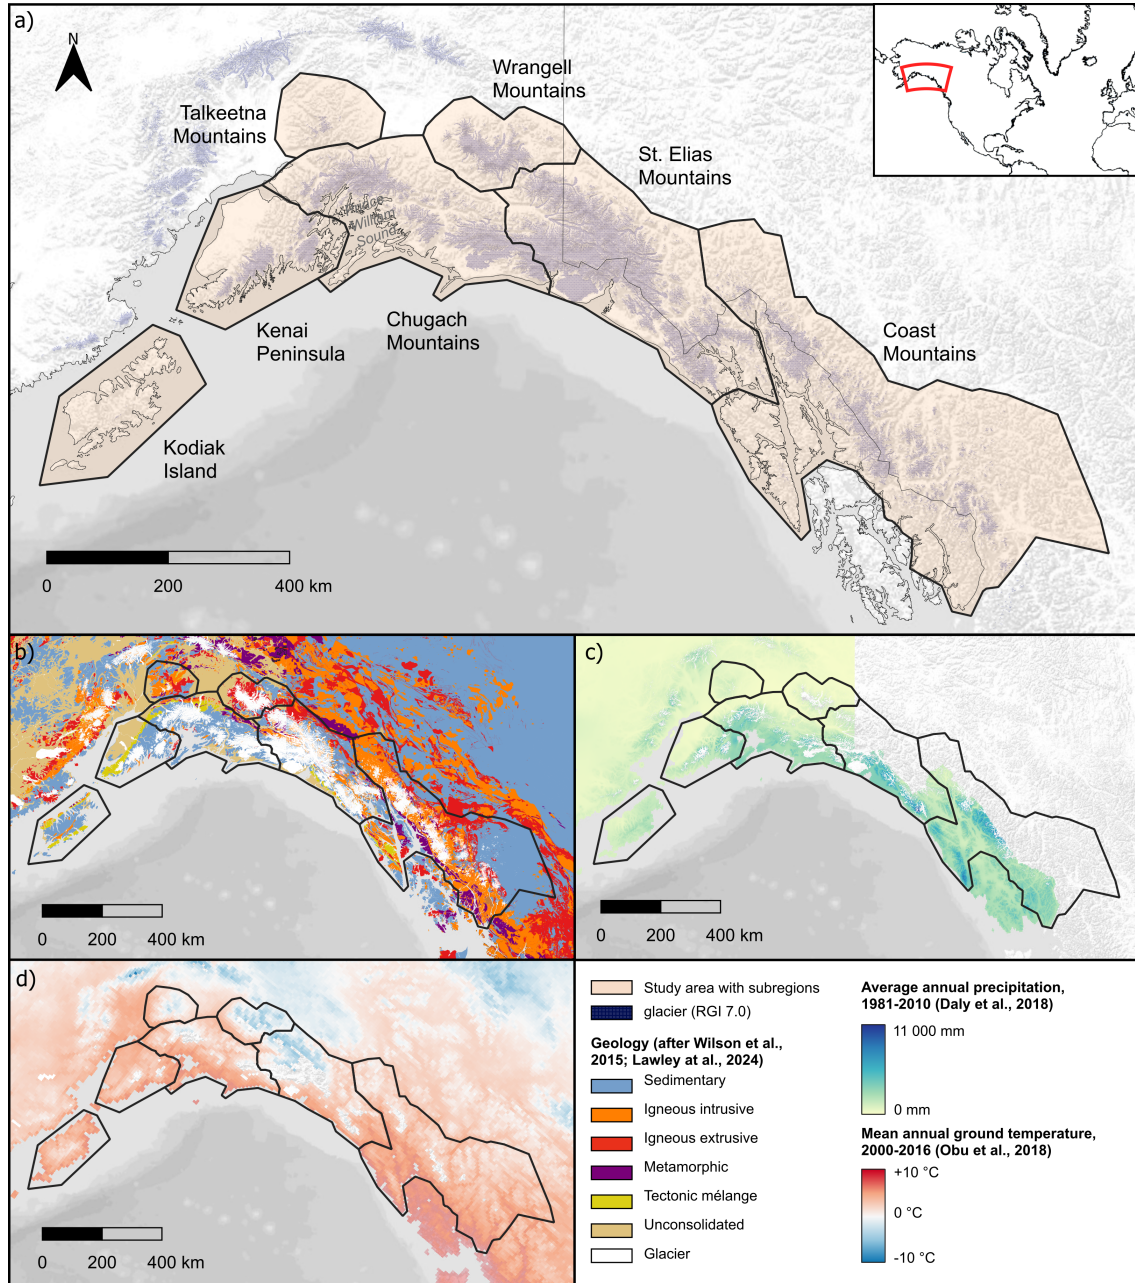 a)
N
Talkeetna
Mountains
Wrangell
Mountains
St. Elias
Mountains
Prince
William
Sound
Kenai
Peninsula
Chugach
Mountains
Coast
Mountains
Kodiak
Island
0 200 400 km
b)
0 200 400 km
c)
0 200 400 km
d)
0 200 400 km
Study area with subregions
glacier (RGI 7.0)
Geology (after Wilson et al.,
2015; Lawley at al., 2024)
Sedimentary
Igneous intrusive
Igneous extrusive
Metamorphic
Tectonic mélange
Unconsolidated
Glacier
Average annual precipitation,
1981-2010 (Daly et al., 2018)
11 000 mm
0 mm
Mean annual ground temperature,
2000-2016 (Obu et al., 2018)
+10 °C
0 °C
-10 °C